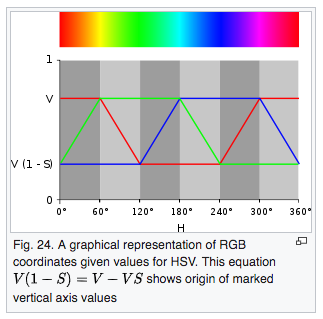 1
V
V (1 - S)
0
0° 60° 120° 180° 240° 300° 360°
H
Fig. 24. A graphical representation of RGB
coordinates given values for HSV. This equation
V(1 − S) = V − VS shows origin of marked
vertical axis values